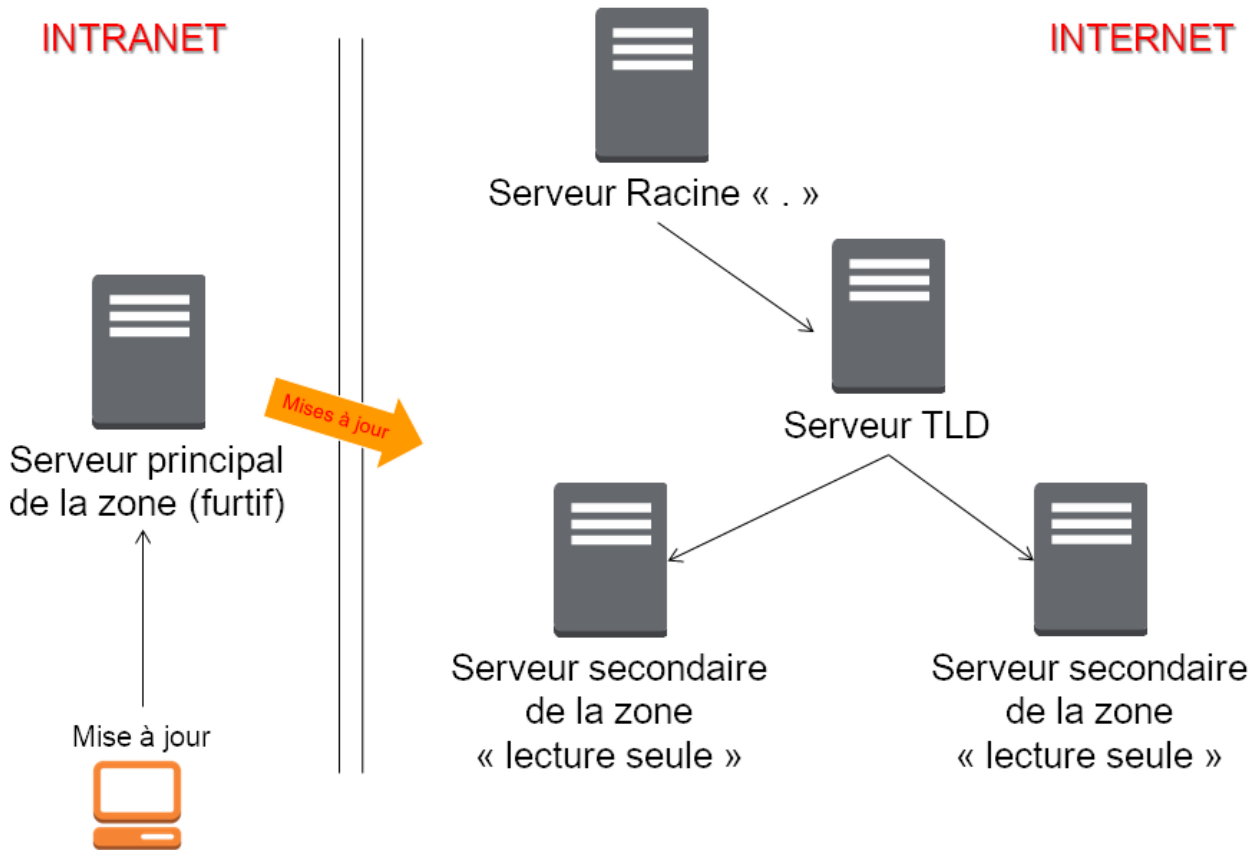 INTRANET
INTERNET
Serveur Racine « . »
Mises à jour
Serveur TLD
Serveur principal
de la zone (furtif)
Mise à jour
Serveur secondaire
de la zone
« lecture seule »
Serveur secondaire
de la zone
« lecture seule »